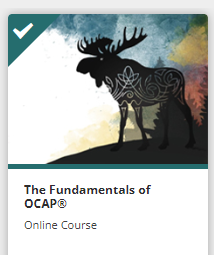 The Fundamentals of
OCAP®
Online Course